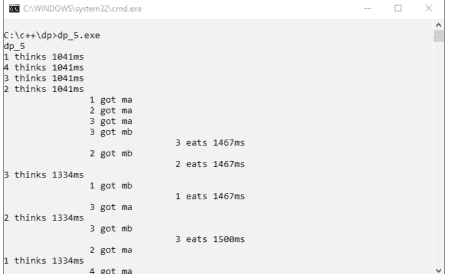 C:\WINDOWS\system32\cmd.exe
C:\c++\dp>dp_5.exe
dp_5
1 thinks 1041ms
4 thinks 1041ms
3 thinks 1041ms
2 thinks 1041ms
1 got ma
2 got ma
3 got ma
3 got mb
3 eats 1467ms
2 got mb
2 eats 1467ms
3 thinks 1334ms
1 got mb
1 eats 1467ms
3 got ma
2 thinks 1334ms
3 got mb
3 eats 1500ms
2 got ma
1 thinks 1334ms
4 got ma